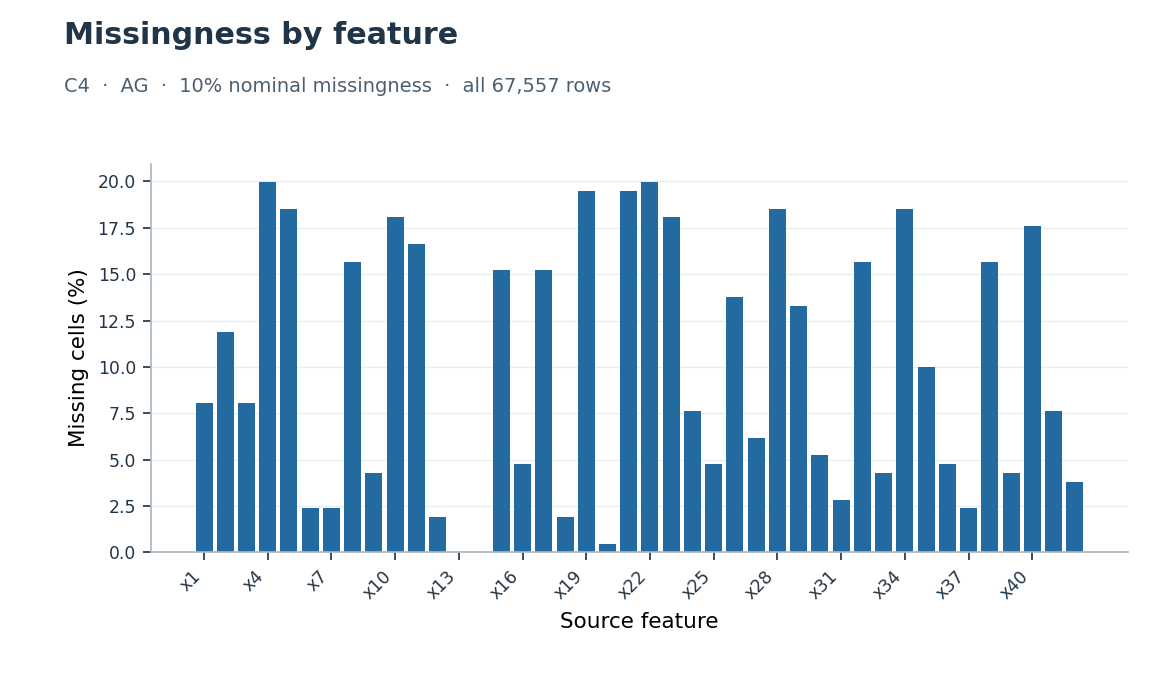 Missingness by feature
C4 · AG · 10% nominal missingness · all 67,557 rows
20.0
17.5
15.0
12.5
10.0
7.5
5.0
2.5
0.0
Missing cells (%)
x1 x4 x7 x10 x13 x16 x19 x22 x25 x28 x31 x34 x37 x40
Source feature